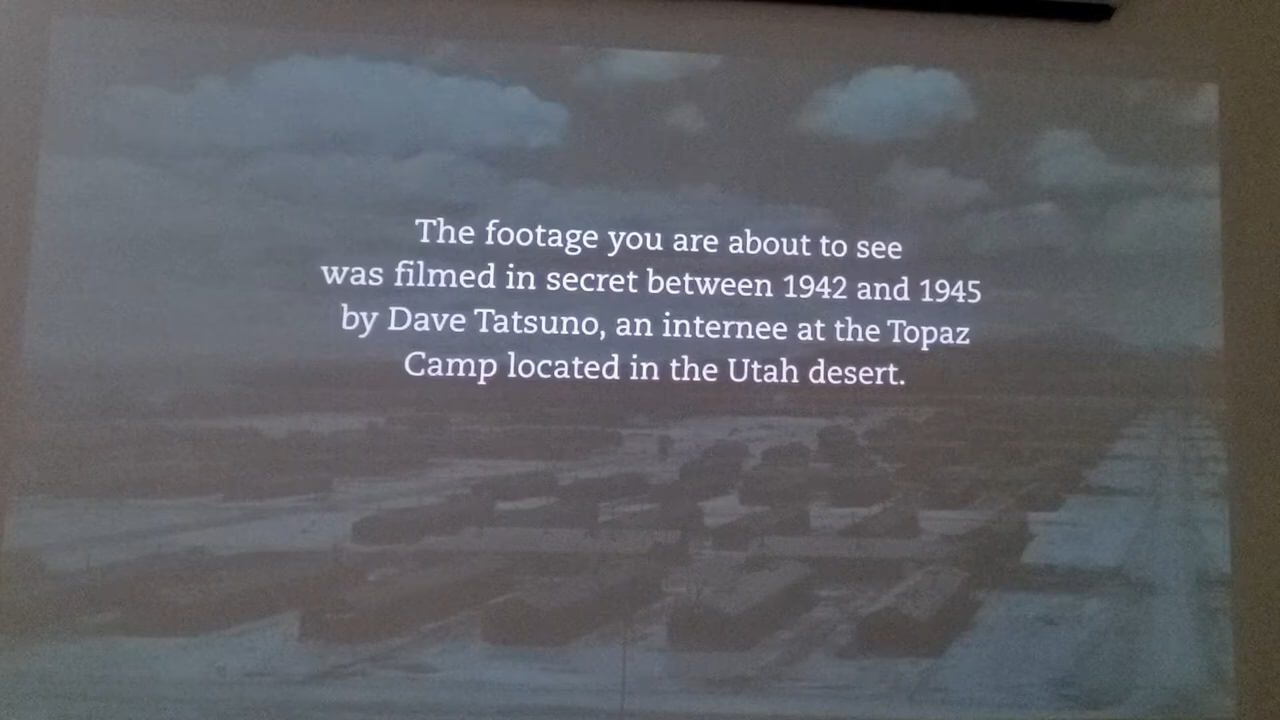 The footage you are about to see
was filmed in secret between 1942 and 1945
by Dave Tatsuno, an internee at the Topaz
Camp located in the Utah desert.